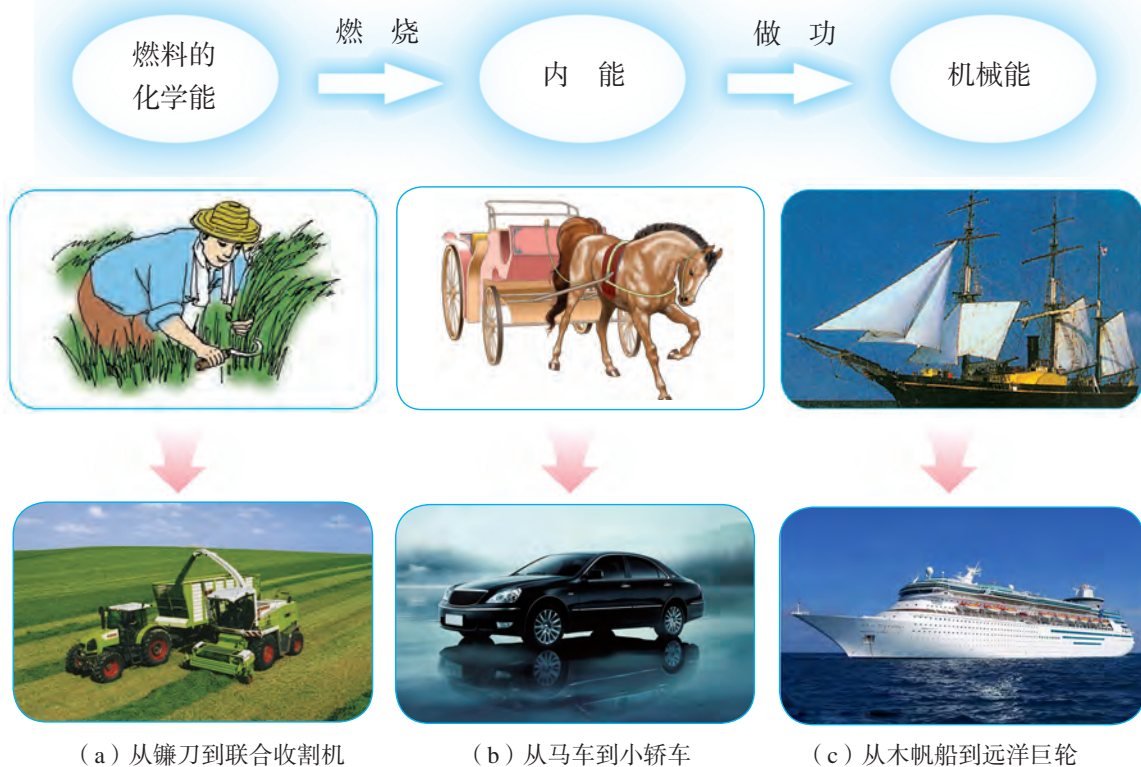 燃 烧
做 功
燃料的
化学能
内 能
机械能
（a）从镰刀到联合收割机
（b）从马车到小轿车
（c）从木帆船到远洋巨轮